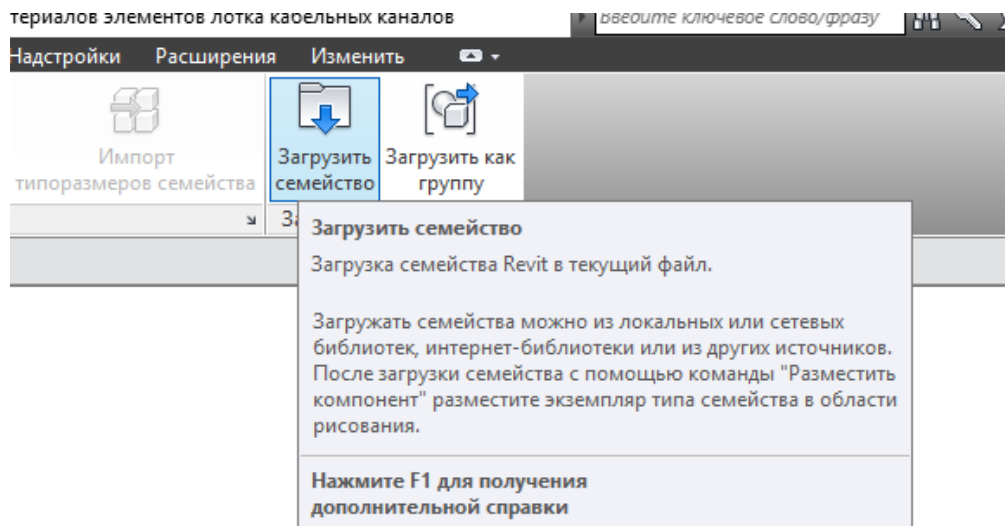 териалов элементов лотка кабельных каналов
Введите ключевое слово/фразу
Надстройки Расширения Изменить
Импорт типоразмеров семейства
Загрузить семейство
Загрузить как группу
За
Загрузить семейство
Загрузка семейства Revit в текущий файл.
Загружать семейства можно из локальных или сетевых
библиотек, интернет-библиотеки или из других источников.
После загрузки семейства с помощью команды "Разместить
компонент" разместите экземпляр типа семейства в области
рисования.
Нажмите F1 для получения
дополнительной справки